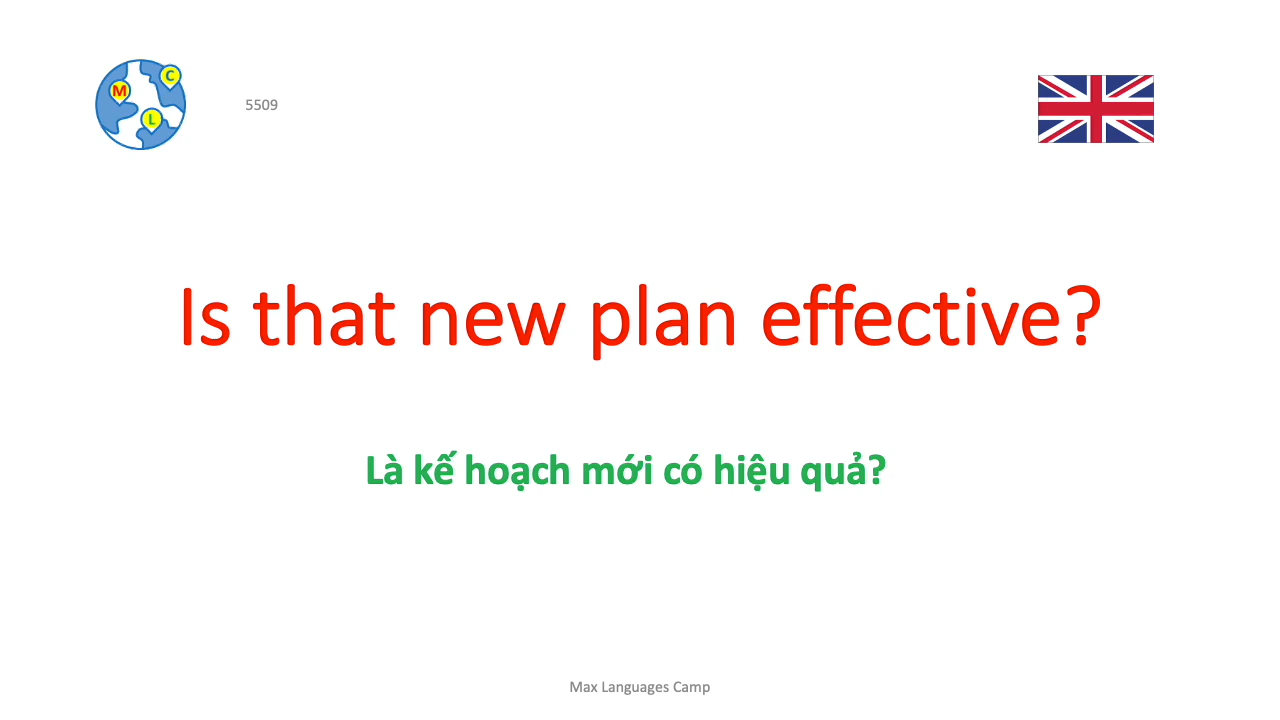 M
C
L
5509
Is that new plan effective?
Là kế hoạch mới có hiệu quả?
Max Languages Camp